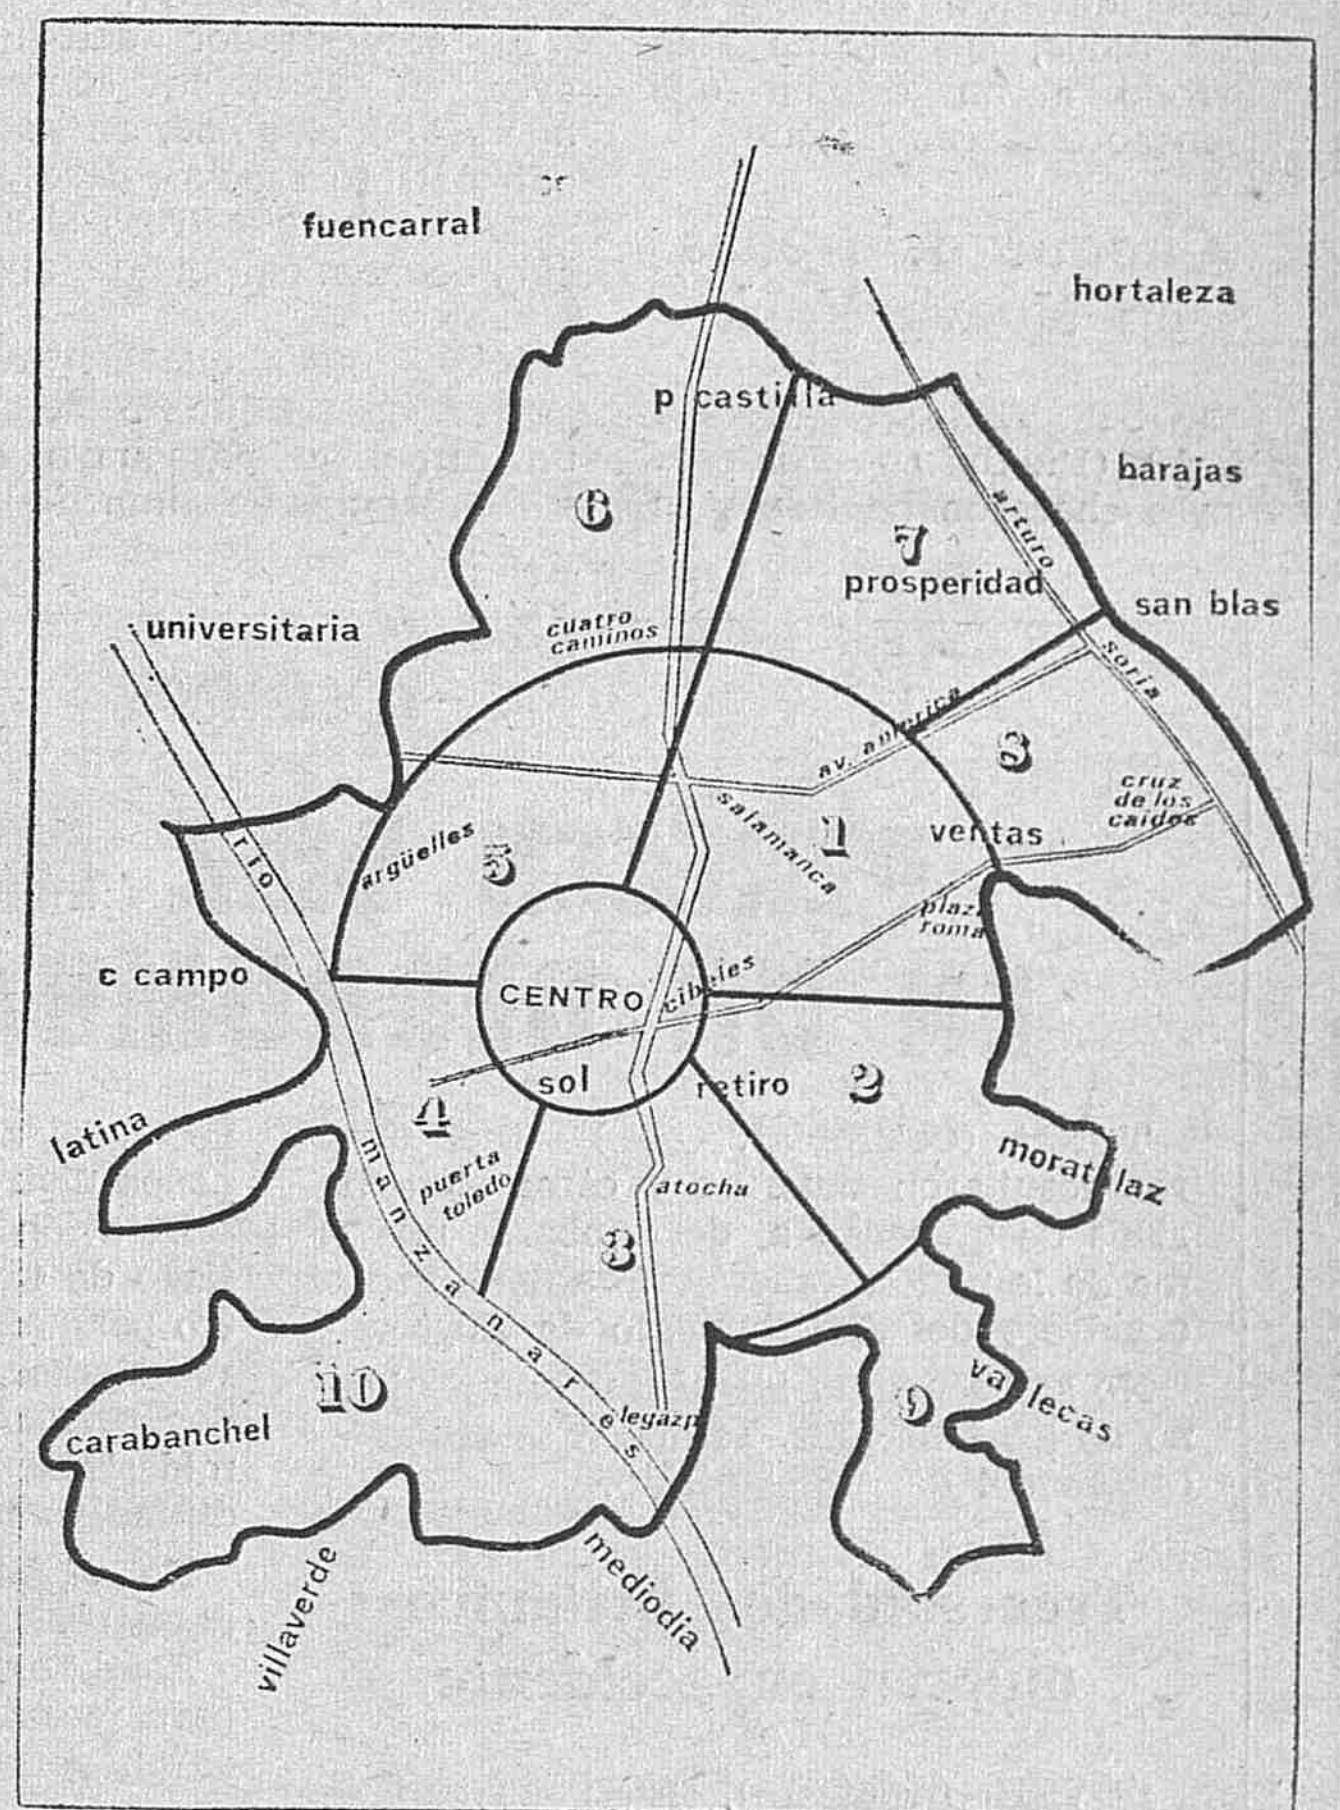 fuencarral
hortaleza
p castilla
barajas
6
7
arturo
prosperidad
san blas
universitaria
cuatro
caminos
soria
av. america
8
cruz
de los
caidos
salamanca
1
ventas
argüelles
5
rio
plaza
roma
c campo
CENTRO
cibeles
sol
retiro
2
4
latina
manzanares
puerta
toledo
moratalaz
atocha
3
10
vallecas
9
carabanchel
legazpi
villaverde
mediodia